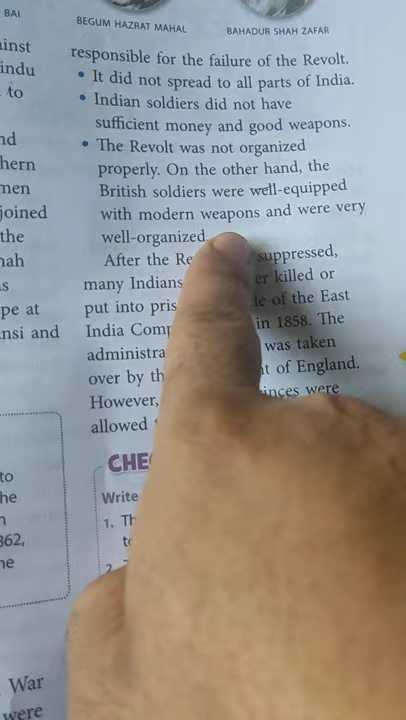 BAI
BEGUM HAZRAT MAHAL
BAHADUR SHAH ZAFAR
inst
indu
to
nd
hern
men
joined
the
nah
s
pe at
nsi and
to
he
n
862,
he
War
were
responsible for the failure of the Revolt.
• It did not spread to all parts of India.
• Indian soldiers did not have
sufficient money and good weapons.
• The Revolt was not organized
properly. On the other hand, the
British soldiers were well-equipped
with modern weapons and were very
well-organized
After the Re suppressed,
many Indians er killed or
put into pris le of the East
India Comp in 1858. The
administra was taken
over by th t of England.
However, inces were
allowed
CHE
Write
1. Th
to
2.